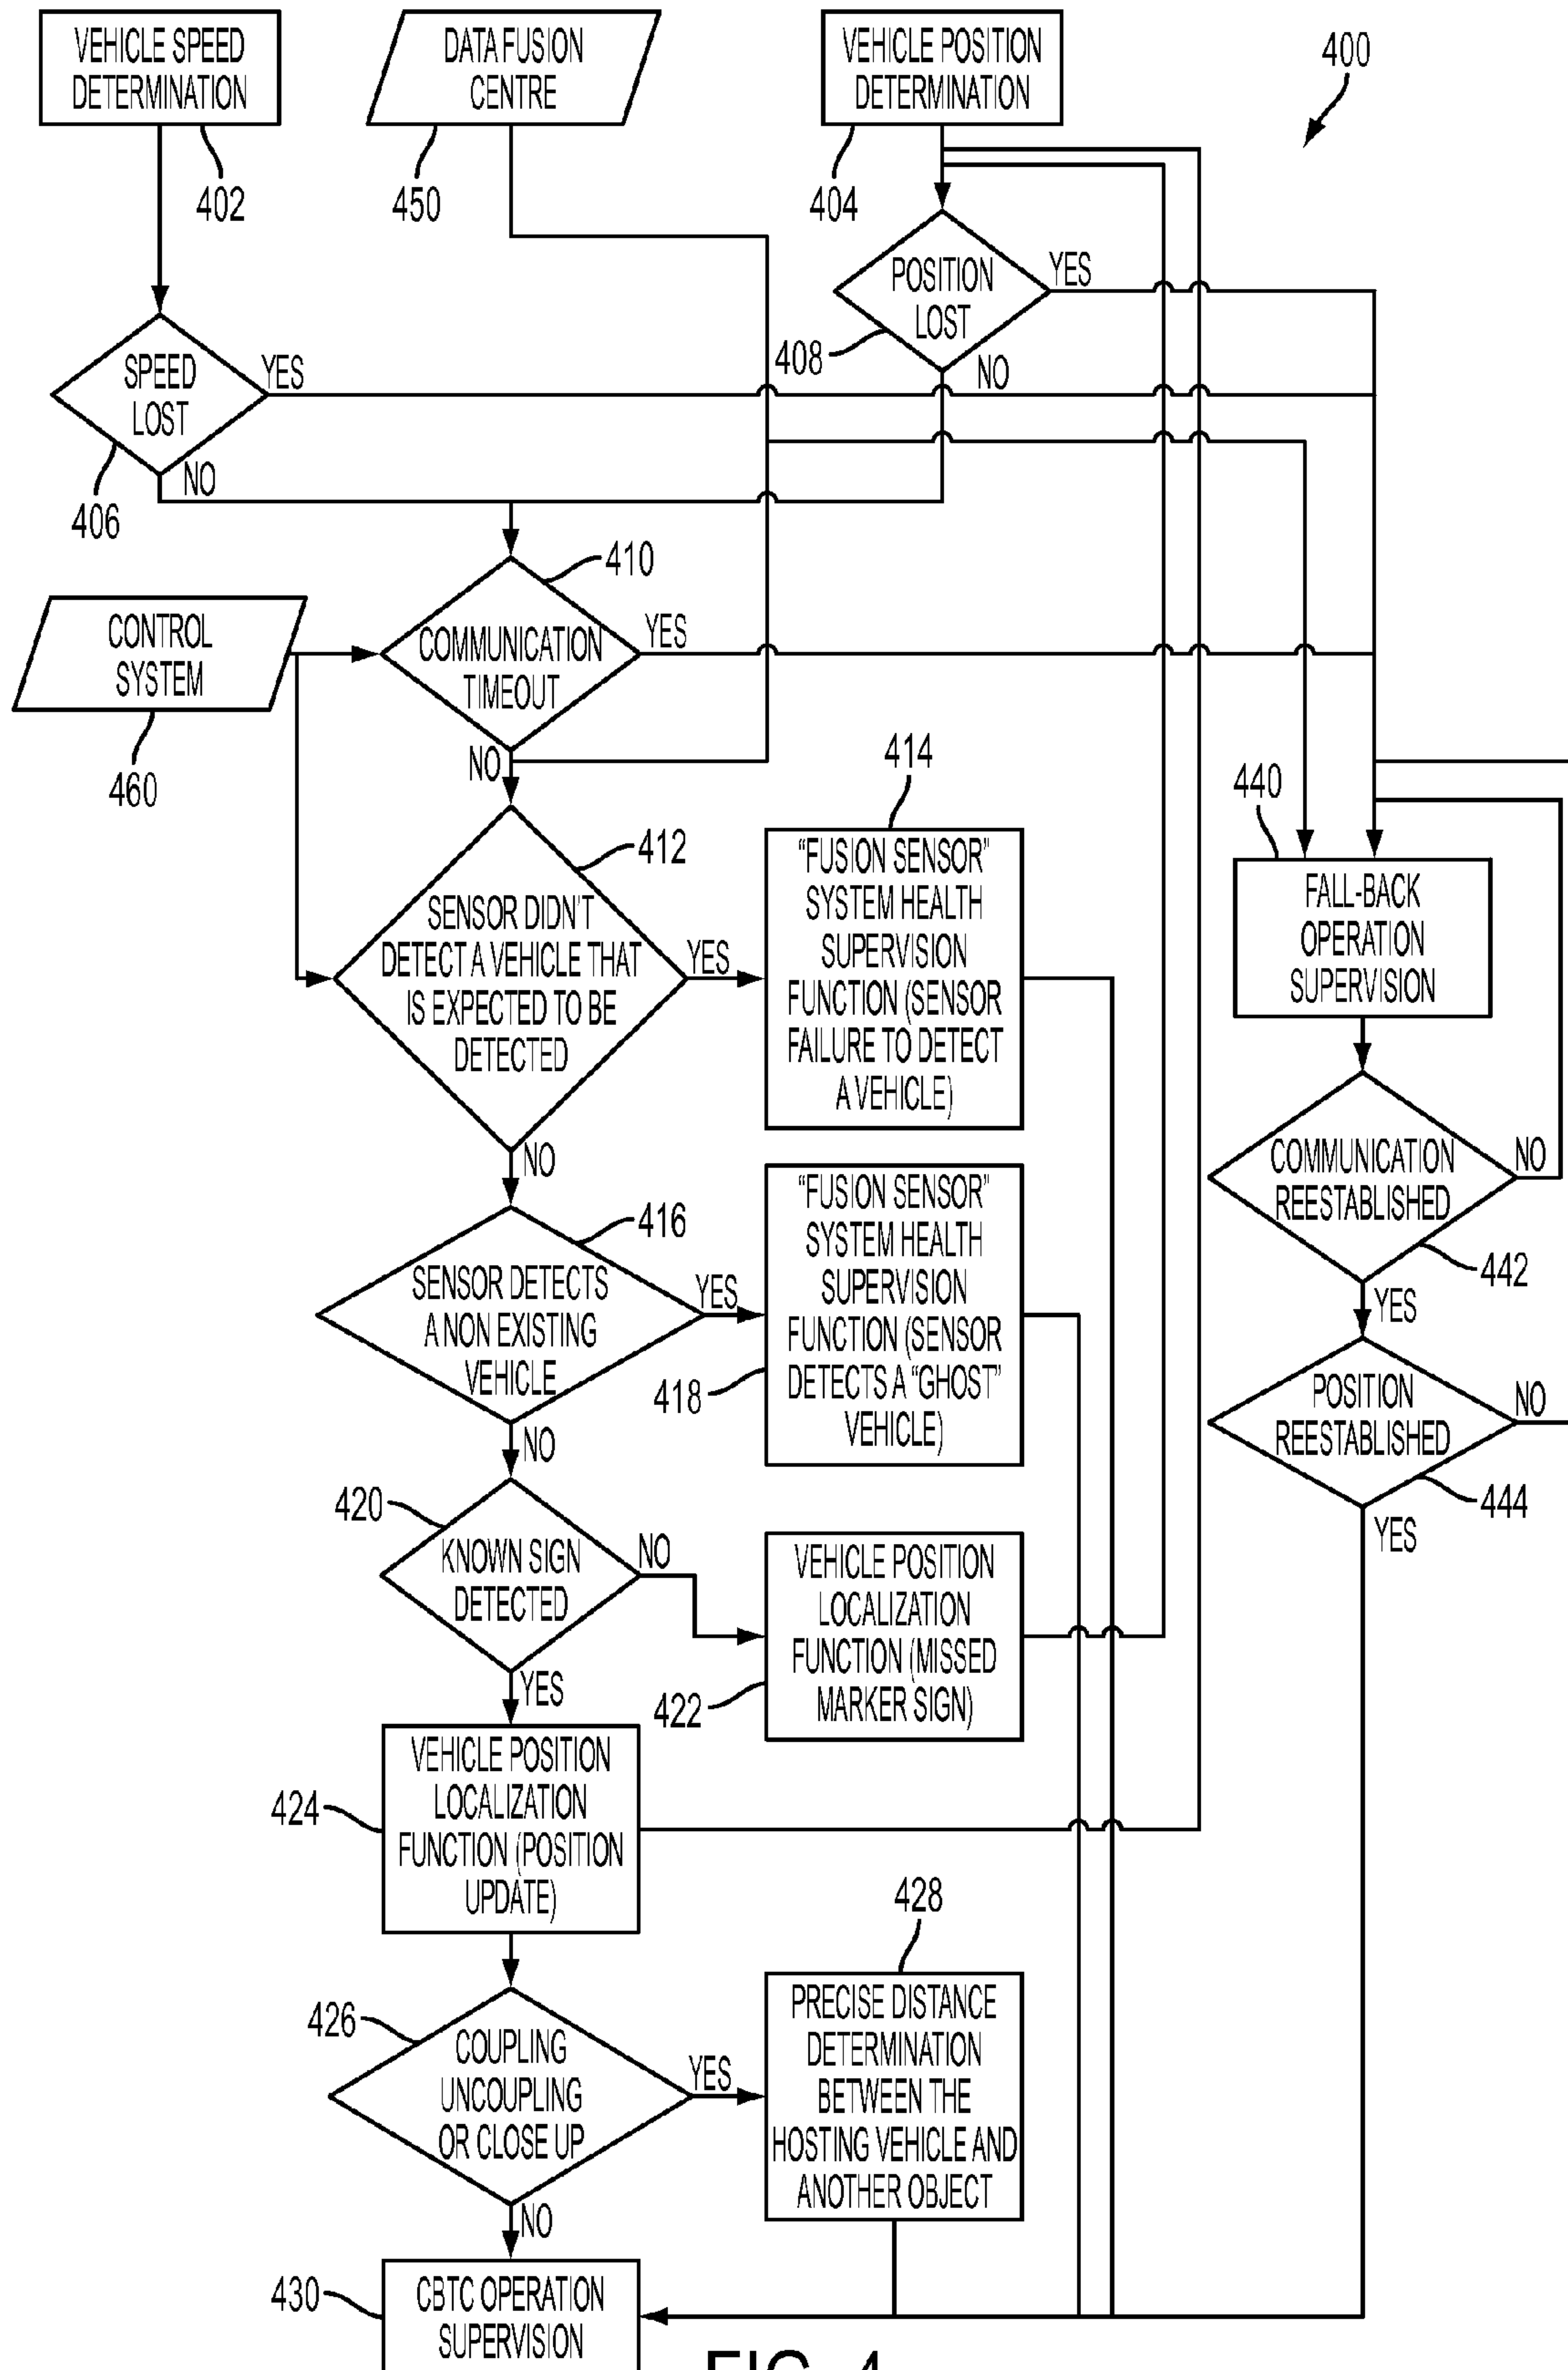 VEHICLE SPEED
DETERMINATION
402
DATA FUSION
CENTRE
450
VEHICLE POSITION
DETERMINATION
404
400
POSITION
LOST
408
YES
NO
SPEED
LOST
406
YES
NO
410
COMMUNICATION
TIMEOUT
YES
NO
CONTROL
SYSTEM
460
412
SENSOR DIDN'T
DETECT A VEHICLE THAT
IS EXPECTED TO BE
DETECTED
YES
NO
414
"FUSION SENSOR"
SYSTEM HEALTH
SUPERVISION
FUNCTION (SENSOR
FAILURE TO DETECT
A VEHICLE)
440
FALL-BACK
OPERATION
SUPERVISION
COMMUNICATION
REESTABLISHED
NO
442
YES
POSITION
REESTABLISHED
NO
444
YES
416
SENSOR DETECTS
A NON EXISTING
VEHICLE
YES
NO
"FUSION SENSOR"
SYSTEM HEALTH
SUPERVISION
FUNCTION (SENSOR
DETECTS A "GHOST"
VEHICLE)
418
420
KNOWN SIGN
DETECTED
NO
YES
VEHICLE POSITION
LOCALIZATION
FUNCTION (MISSED
MARKER SIGN)
422
VEHICLE POSITION
LOCALIZATION
FUNCTION (POSITION
UPDATE)
424
426
COUPLING
UNCOUPLING
OR CLOSE UP
YES
NO
428
PRECISE DISTANCE
DETERMINATION
BETWEEN THE
HOSTING VEHICLE AND
ANOTHER OBJECT
430
CBTC OPERATION
SUPERVISION
FIG. 4